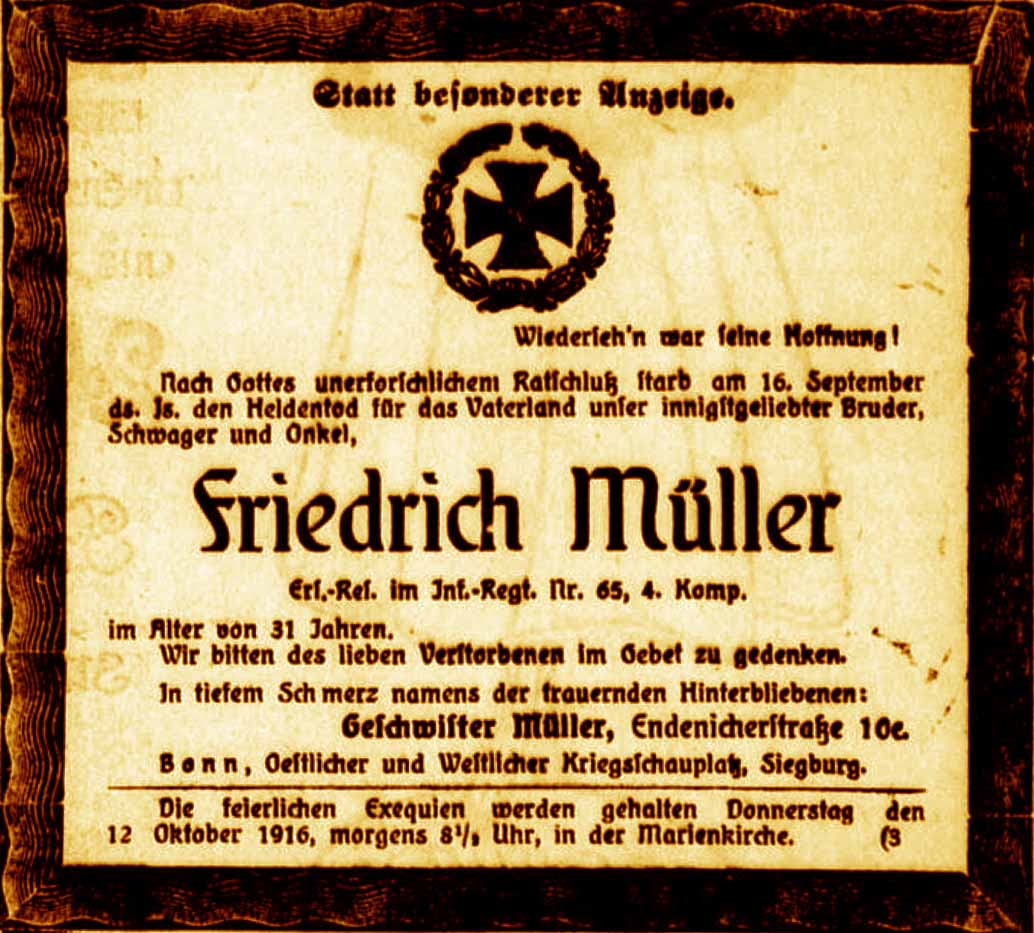 Statt besonderer Anzeige.
Wiederseh'n war seine Hoffnung!
Nach Gottes unerforschlichem Ratschluß starb am 16. September
ds. Js. den Heldentod für das Vaterland unser innigstgeliebter Bruder,
Schwager und Onkel,
Friedrich Müller
Ers.-Res. im Inf.-Regt. Nr. 65, 4. Komp.
im Alter von 31 Jahren.
Wir bitten des lieben Verstorbenen im Gebet zu gedenken.
In tiefem Schmerz namens der trauernden Hinterbliebenen:
Geschwister Müller, Endenicherstraße 10e.
Bonn, Oestlicher und Westlicher Kriegsschauplatz, Siegburg.
Die feierlichen Exequien werden gehalten Donnerstag den
12 Oktober 1916, morgens 8½ Uhr, in der Marienkirche. (3